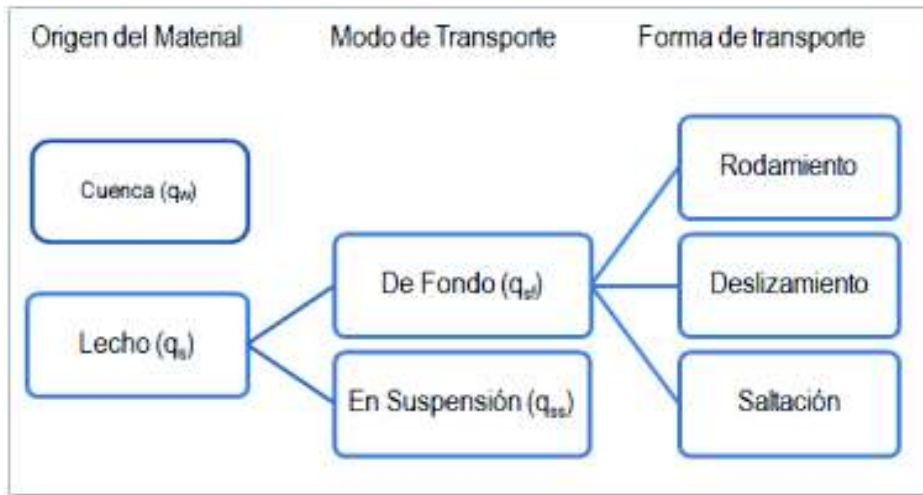 Origen del Material
Modo de Transporte
Forma de transporte
Cuenca (qw)
Lecho (qs)
De Fondo (qsf)
En Suspensión (qss)
Rodamiento
Deslizamiento
Saltación